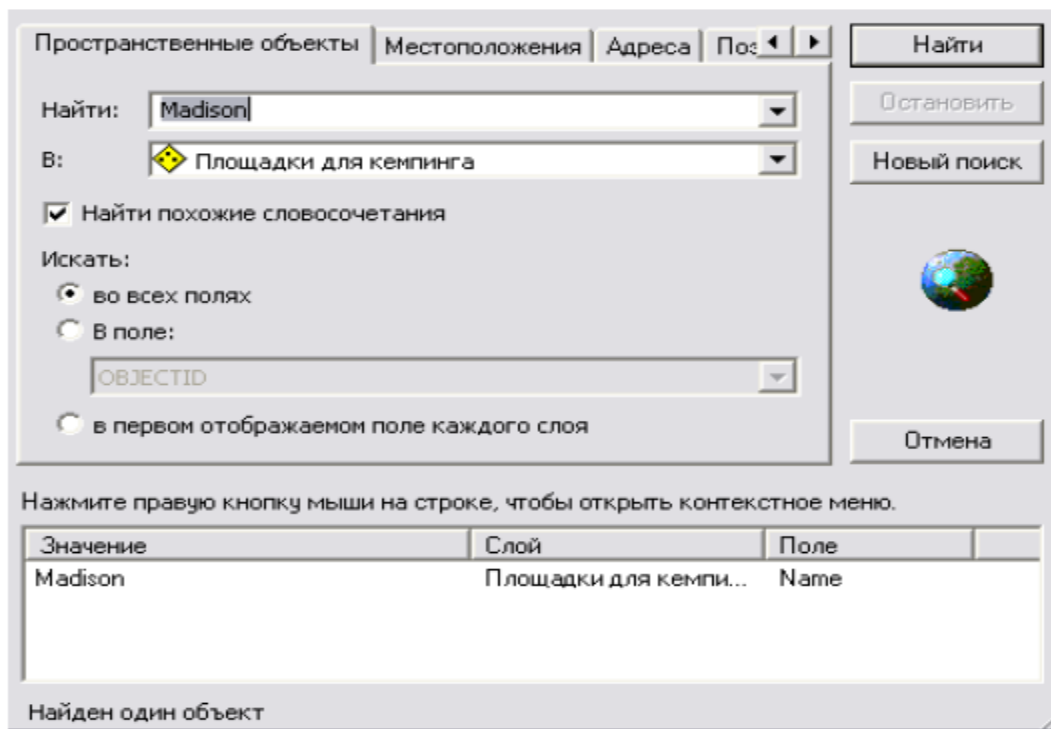 Пространственные объекты Местоположения Адреса Поз
Найти
Найти: Madison
Остановить
В: Площадки для кемпинга
Новый поиск
Найти похожие словосочетания
Искать:
во всех полях
В поле:
OBJECTID
в первом отображаемом поле каждого слоя
Отмена
Нажмите правую кнопку мыши на строке, чтобы открыть контекстное меню.
Значение Слой Поле
Madison Площадки для кемпи... Name
Найден один объект